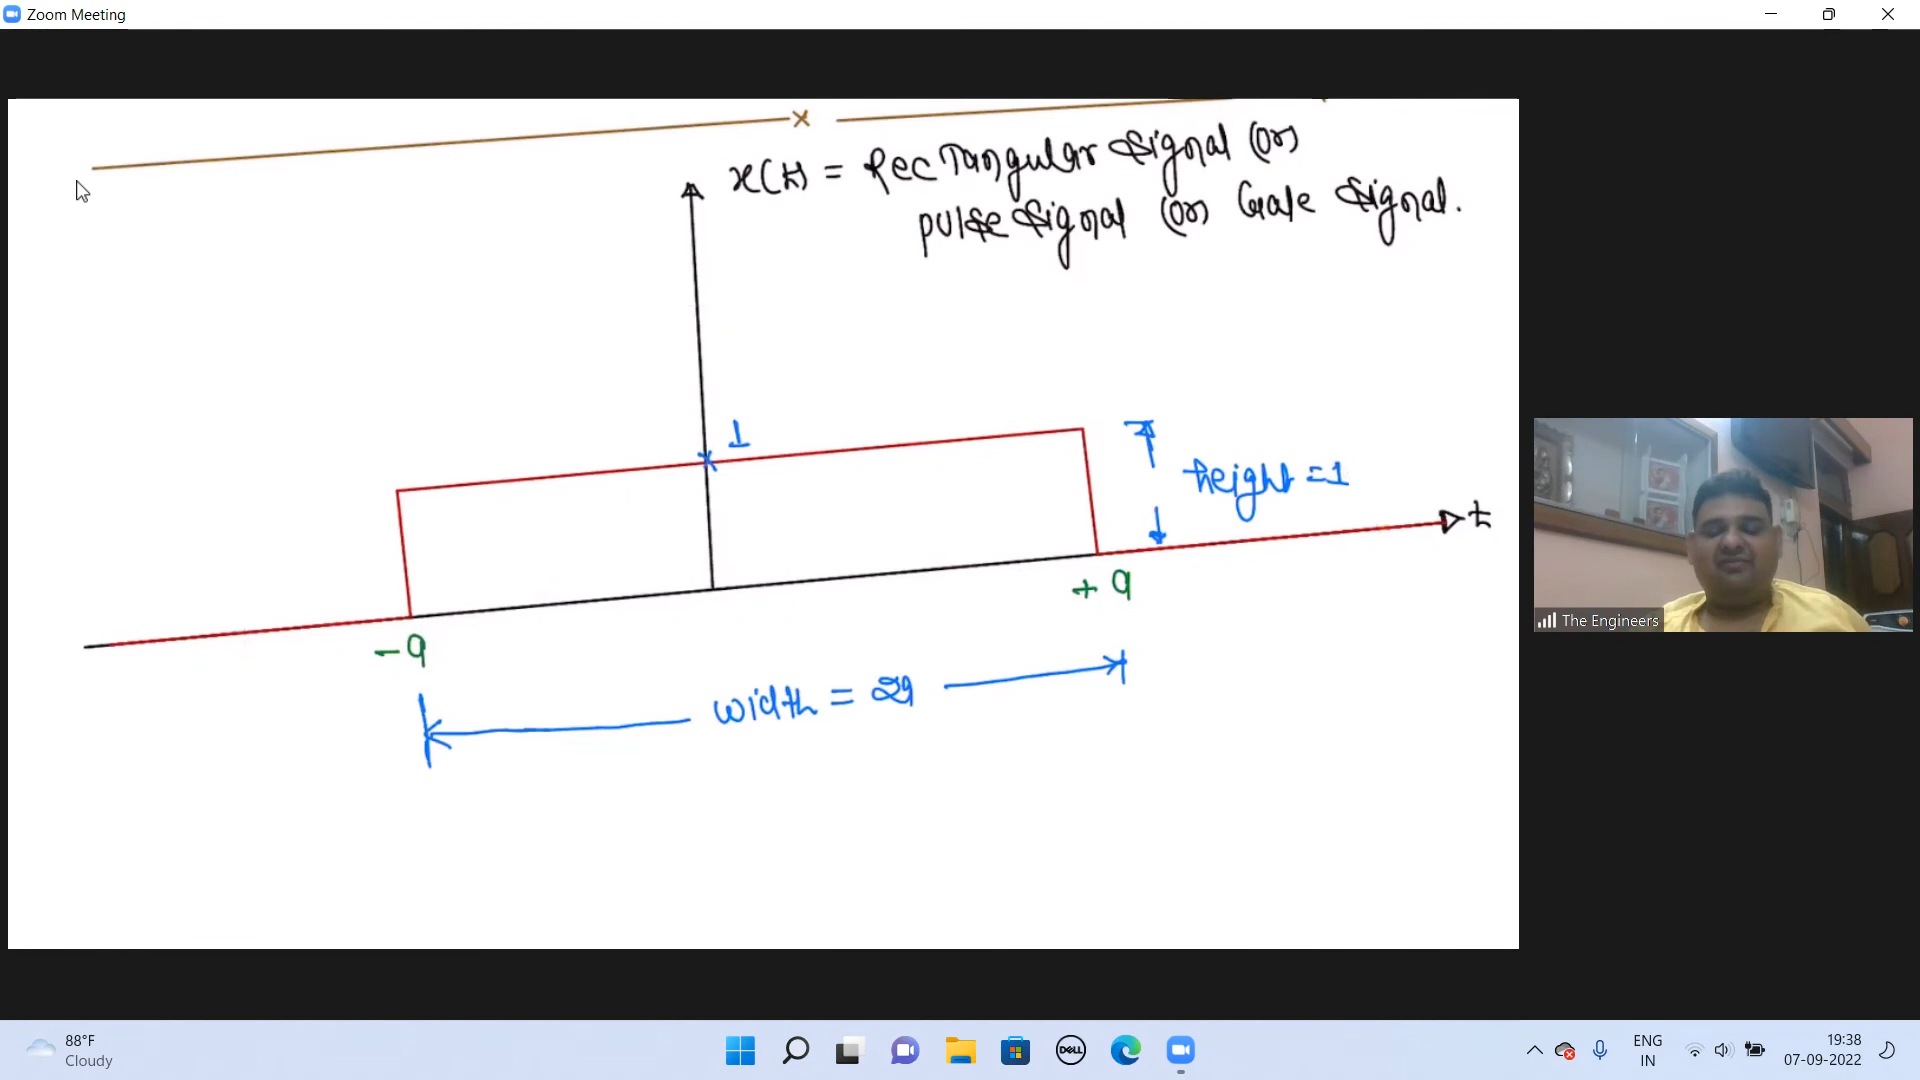 Zoom Meeting
x(t) = Rectangular Signal (or)
pulse signal (or) Gate Signal.
1
height = 1
t
-a
+a
width = 2a
The Engineers
88°F
Cloudy
DELL
ENG
IN
19:38
07-09-2022